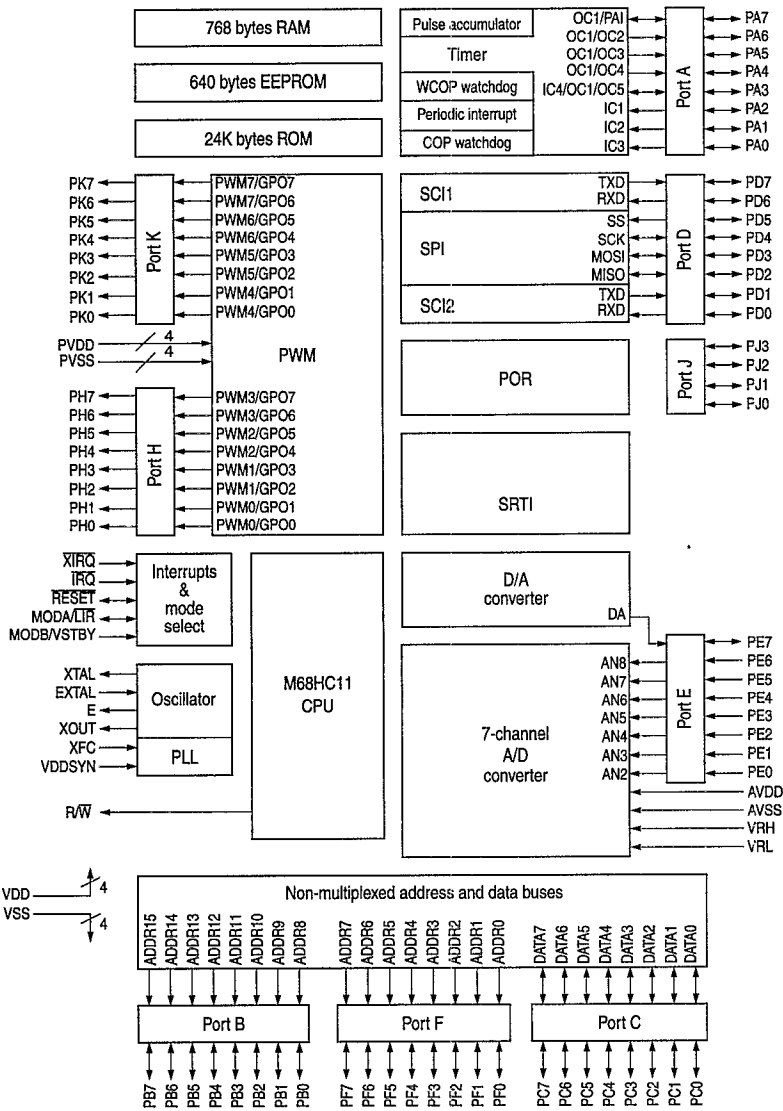 768 bytes RAM
640 bytes EEPROM
24K bytes ROM
Pulse accumulator
Timer
WCOP watchdog
Periodic interrupt
COP watchdog
OC1/PAI
OC1/OC2
OC1/OC3
OC1/OC4
IC4/OC1/OC5
IC1
IC2
IC3
Port A
PA7
PA6
PA5
PA4
PA3
PA2
PA1
PA0
PK7
PK6
PK5
PK4
PK3
PK2
PK1
PK0
Port K
PWM7/GPO7
PWM7/GPO6
PWM6/GPO5
PWM6/GPO4
PWM5/GPO3
PWM5/GPO2
PWM4/GPO1
PWM4/GPO0
PVDD
4
PVSS
4
PWM
PH7
PH6
PH5
PH4
PH3
PH2
PH1
PH0
Port H
PWM3/GPO7
PWM3/GPO6
PWM2/GPO5
PWM2/GPO4
PWM1/GPO3
PWM1/GPO2
PWM0/GPO1
PWM0/GPO0
SCI1
SPI
SCI2
TXD
RXD
SS
SCK
MOSI
MISO
TXD
RXD
Port D
PD7
PD6
PD5
PD4
PD3
PD2
PD1
PD0
POR
Port J
PJ3
PJ2
PJ1
PJ0
SRTI
XIRQ
IRQ
RESET
MODA/LIR
MODB/VSTBY
Interrupts
&
mode
select
XTAL
EXTAL
E
XOUT
XFC
VDDSYN
Oscillator
PLL
R/W
M68HC11
CPU
D/A
converter
DA
7-channel
A/D
converter
AN8
AN7
AN6
AN5
AN4
AN3
AN2
Port E
PE7
PE6
PE5
PE4
PE3
PE2
PE1
PE0
AVDD
AVSS
VRH
VRL
VDD
4
VSS
4
Non-multiplexed address and data buses
ADDR15
ADDR14
ADDR13
ADDR12
ADDR11
ADDR10
ADDR9
ADDR8
ADDR7
ADDR6
ADDR5
ADDR4
ADDR3
ADDR2
ADDR1
ADDR0
DATA7
DATA6
DATA5
DATA4
DATA3
DATA2
DATA1
DATA0
Port B
Port F
Port C
PB7
PB6
PB5
PB4
PB3
PB2
PB1
PB0
PF7
PF6
PF5
PF4
PF3
PF2
PF1
PF0
PC7
PC6
PC5
PC4
PC3
PC2
PC1
PC0